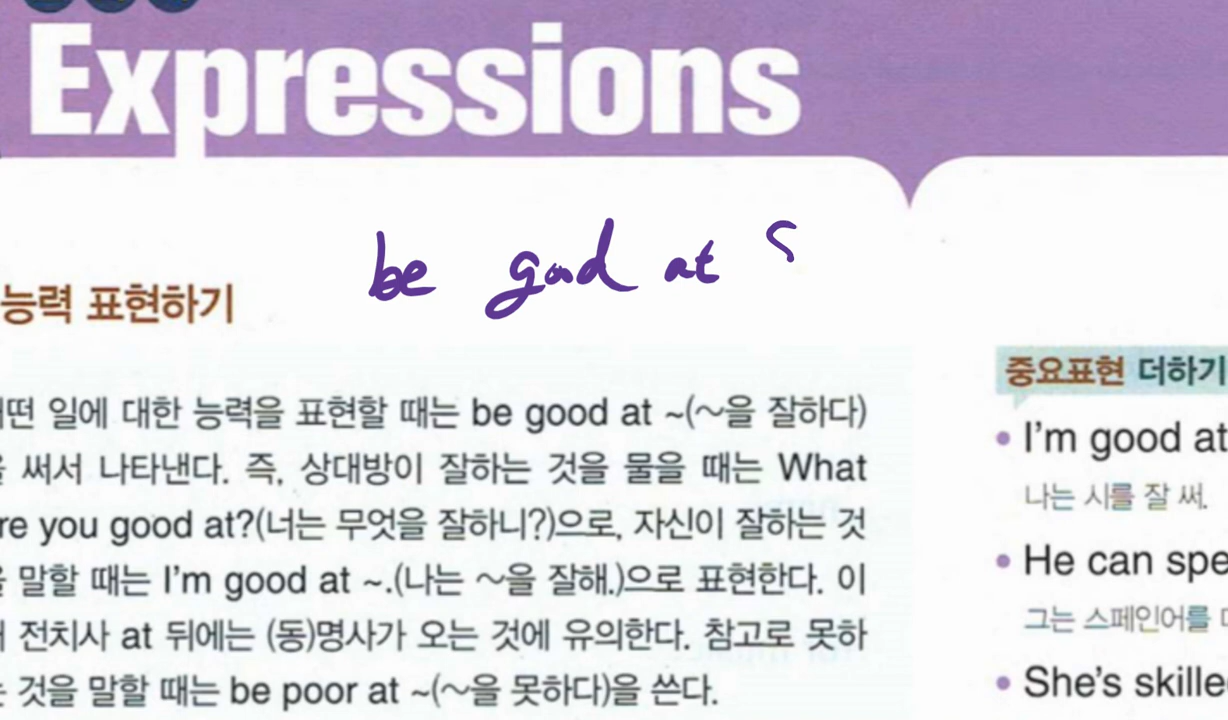 Expressions
be good at
능력 표현하기
일에 대한 능력을 표현할 때는 be good at ~(~을 잘하다)
써서 나타낸다. 즉, 상대방이 잘하는 것을 물을 때는 What
you good at?(너는 무엇을 잘하니?)으로, 자신이 잘하는 것
말할 때는 I'm good at ~.(나는 ~을 잘해.)으로 표현한다. 이
전치사 at 뒤에는 (동)명사가 오는 것에 유의한다. 참고로 못하
것을 말할 때는 be poor at ~(~을 못하다)을 쓴다.
중요표현 더하기
• I'm good at
나는 시를 잘 써.
• He can spe
그는 스페인어를
• She's skille